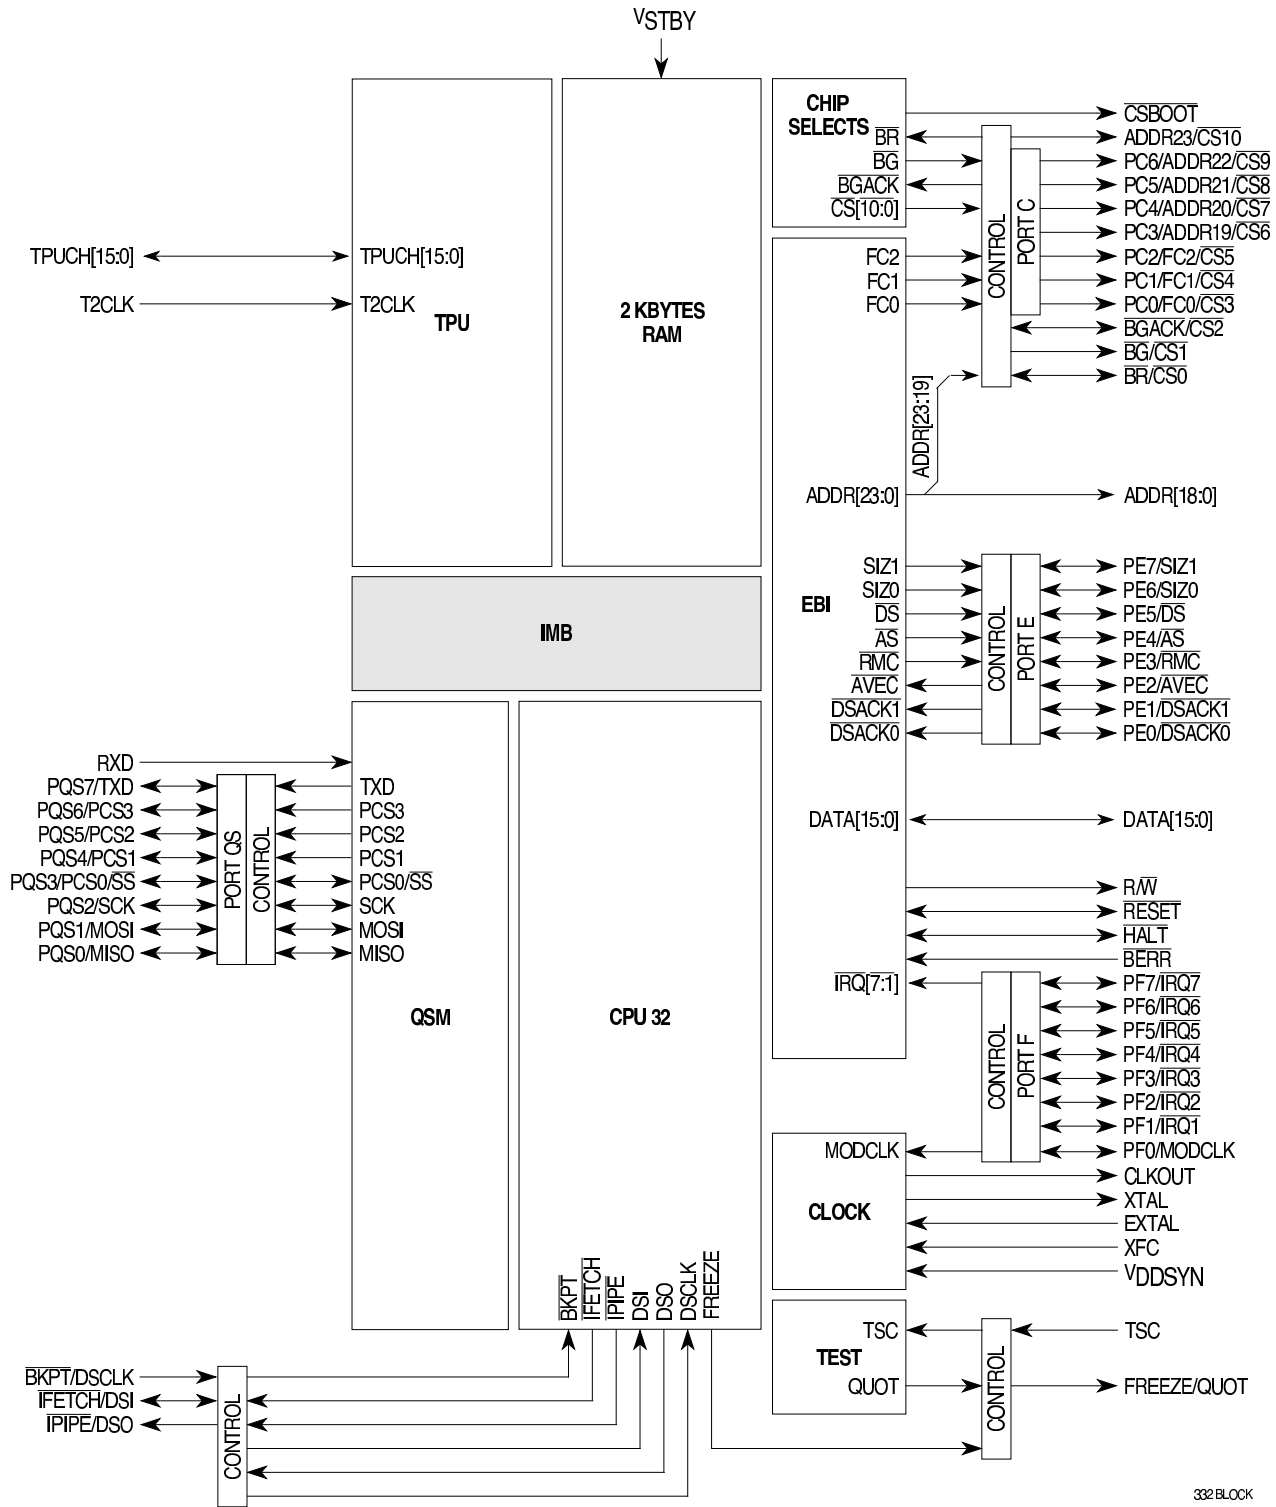 VSTBY
CHIP
SELECTS
BR
BG
BGACK
CS[10:0]
CONTROL
PORT C
CSBOOT
ADDR23/CS10
PC6/ADDR22/CS9
PC5/ADDR21/CS8
PC4/ADDR20/CS7
PC3/ADDR19/CS6
PC2/FC2/CS5
PC1/FC1/CS4
PC0/FC0/CS3
BGACK/CS2
BG/CS1
BR/CS0
TPUCH[15:0]
T2CLK
TPUCH[15:0]
T2CLK
TPU
2 KBYTES
RAM
FC2
FC1
FC0
ADDR[23:19]
ADDR[23:0]
ADDR[18:0]
EBI
SIZ1
SIZ0
DS
AS
RMC
AVEC
DSACK1
DSACK0
CONTROL
PORT E
PE7/SIZ1
PE6/SIZ0
PE5/DS
PE4/AS
PE3/RMC
PE2/AVEC
PE1/DSACK1
PE0/DSACK0
IMB
RXD
PQS7/TXD
PQS6/PCS3
PQS5/PCS2
PQS4/PCS1
PQS3/PCS0/SS
PQS2/SCK
PQS1/MOSI
PQS0/MISO
PORT QS
CONTROL
TXD
PCS3
PCS2
PCS1
PCS0/SS
SCK
MOSI
MISO
QSM
CPU 32
DATA[15:0]
DATA[15:0]
R/W
RESET
HALT
BERR
IRQ[7:1]
CONTROL
PORT F
PF7/IRQ7
PF6/IRQ6
PF5/IRQ5
PF4/IRQ4
PF3/IRQ3
PF2/IRQ2
PF1/IRQ1
PF0/MODCLK
MODCLK
CLOCK
CLKOUT
XTAL
EXTAL
XFC
VDDSYN
BKPT
IFETCH
IPIPE
DSI
DSO
DSCLK
FREEZE
TSC
TEST
QUOT
CONTROL
TSC
FREEZE/QUOT
BKPT/DSCLK
IFETCH/DSI
IPIPE/DSO
CONTROL
332 BLOCK